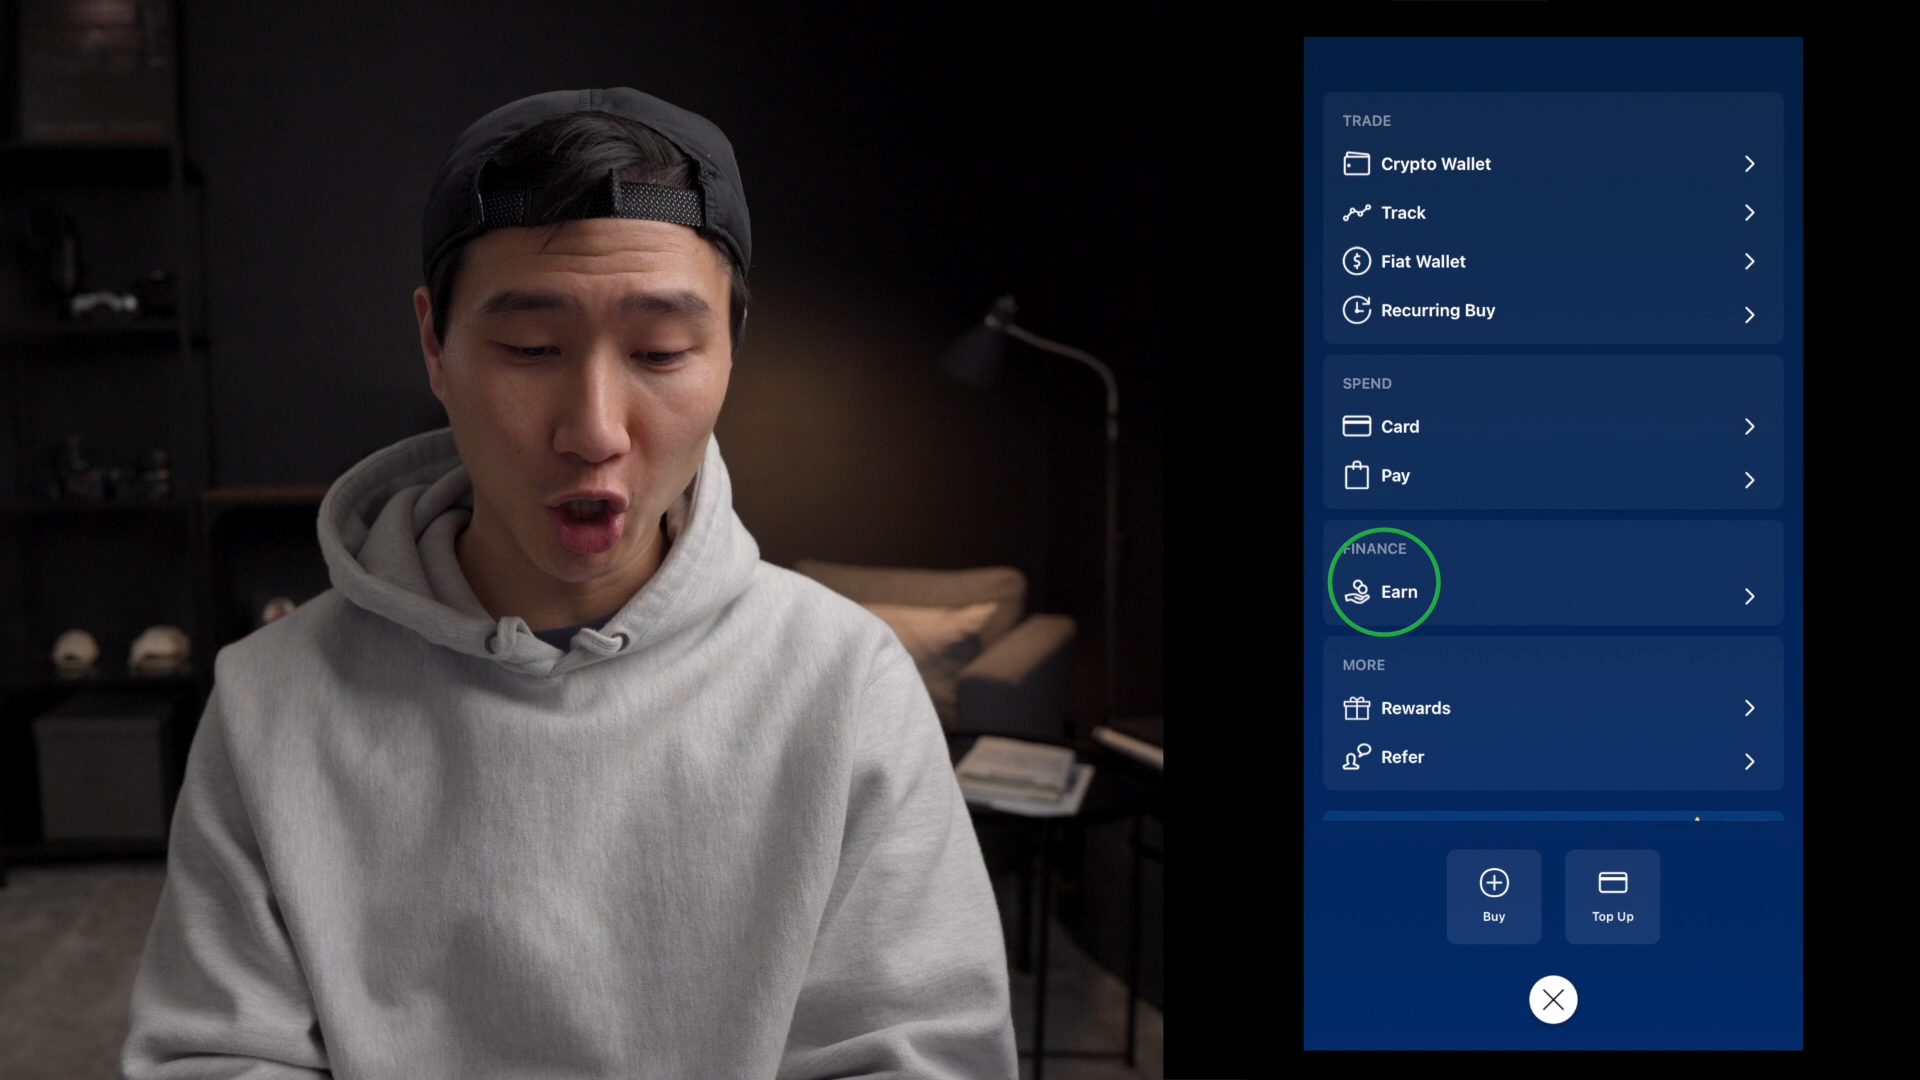 TRADE
Crypto Wallet
Track
Fiat Wallet
Recurring Buy
SPEND
Card
Pay
FINANCE
Earn
MORE
Rewards
Refer
Buy
Top Up